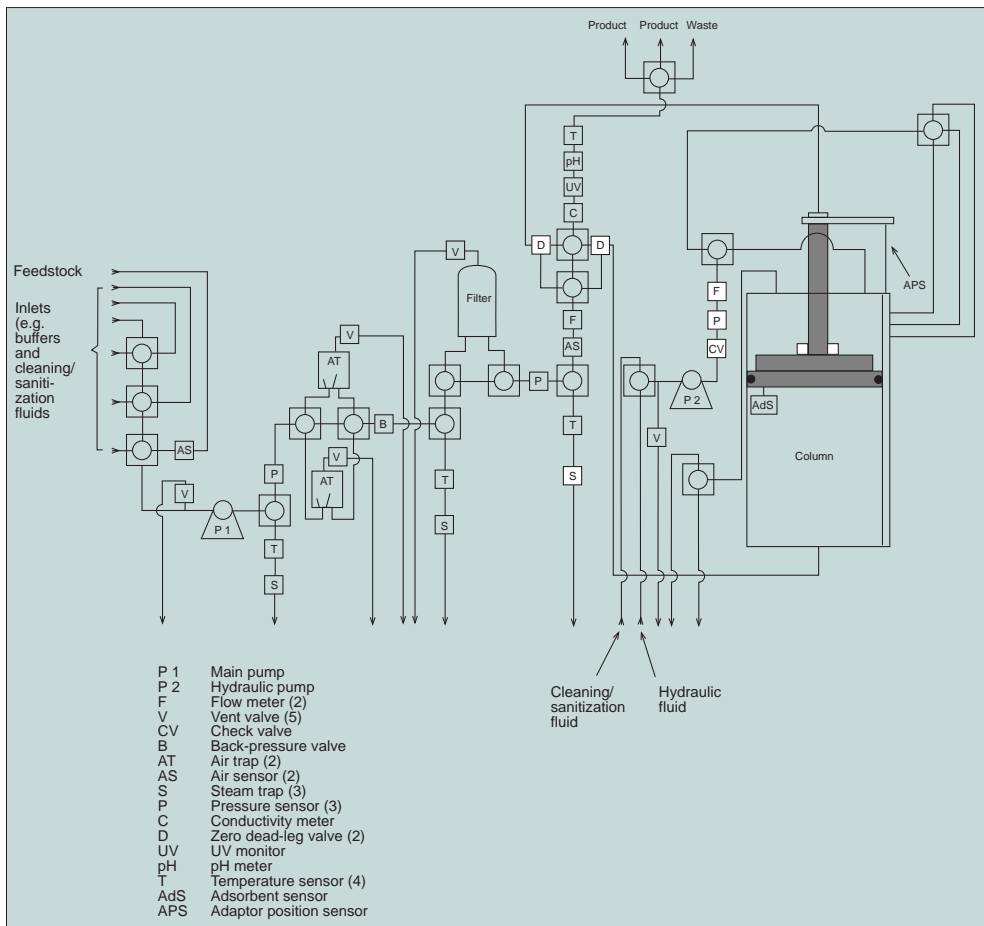 Product Product Waste
T
pH
UV
C
D D
F
AS
T
S
Feedstock
Inlets
(e.g.
buffers
and
cleaning/
saniti-
zation
fluids
AS
V
P 1
P
T
S
V
AT
V
AT
B
V
Filter
T
S
P
F
P
CV
P 2
V
APS
AdS
Column
Cleaning/
sanitization
fluid
Hydraulic
fluid
P 1 Main pump
P 2 Hydraulic pump
F Flow meter (2)
V Vent valve (5)
CV Check valve
B Back-pressure valve
AT Air trap (2)
AS Air sensor (2)
S Steam trap (3)
P Pressure sensor (3)
C Conductivity meter
D Zero dead-leg valve (2)
UV UV monitor
pH pH meter
T Temperature sensor (4)
AdS Adsorbent sensor
APS Adaptor position sensor